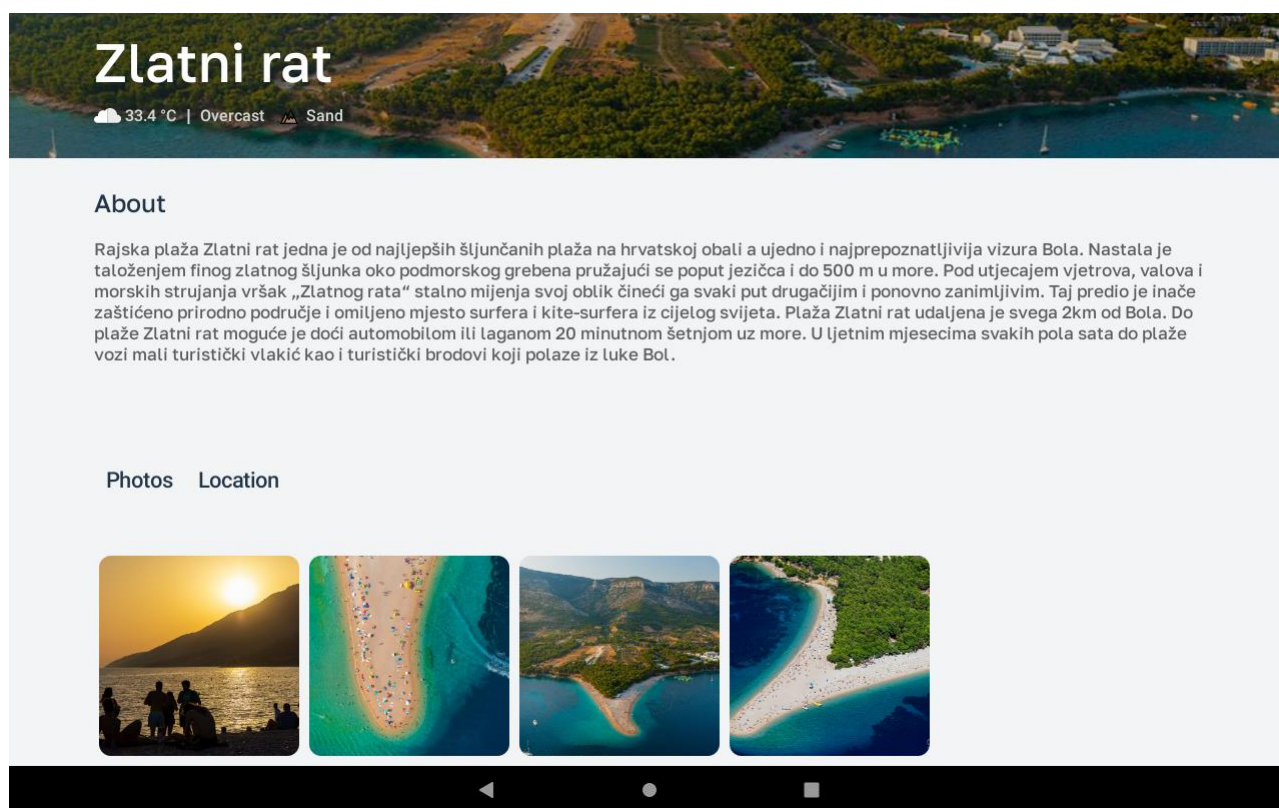 Zlatni rat
33.4 °C | Overcast Sand
About
Rajska plaža Zlatni rat jedna je od najljepših šljunčanih plaža na hrvatskoj obali a ujedno i najprepoznatljivija vizura Bola. Nastala je
taloženjem finog zlatnog šljunka oko podmorskog grebena pružajući se poput jezičca i do 500 m u more. Pod utjecajem vjetrova, valova i
morskih strujanja vršak „Zlatnog rata“ stalno mijenja svoj oblik čineći ga svaki put drugačijim i ponovno zanimljivim. Taj predio je inače
zaštićeno prirodno područje i omiljeno mjesto surfera i kite-surfera iz cijelog svijeta. Plaža Zlatni rat udaljena je svega 2km od Bola. Do
plaže Zlatni rat moguće je doći automobilom ili laganom 20 minutnom šetnjom uz more. U ljetnim mjesecima svakih pola sata do plaže
vozi mali turistički vlakić kao i turistički brodovi koji polaze iz luke Bol.
Photos Location